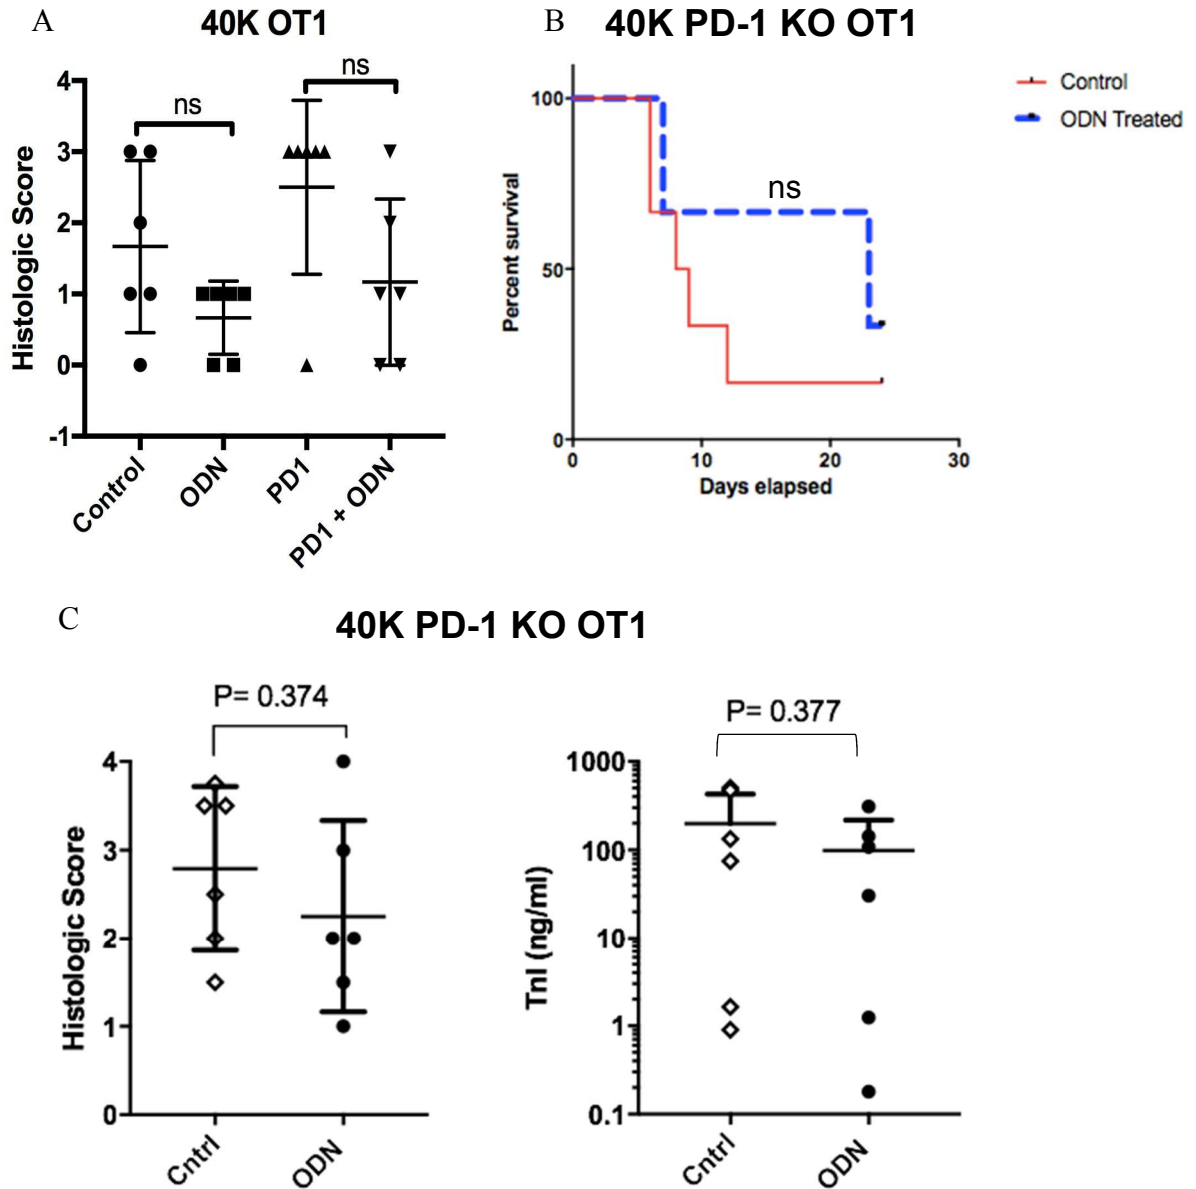 A
40K OT1
ns
ns
Histologic Score
4
3
2
1
0
-1
Control
ODN
PD1
PD1 + ODN
B
40K PD-1 KO OT1
Control
ODN Treated
ns
Percent survival
100
50
0
0 10 20 30
Days elapsed
C
40K PD-1 KO OT1
P= 0.374
Histologic Score
4
3
2
1
0
Cntrl
ODN
P= 0.377
TnI (ng/ml)
1000
100
10
1
0.1
Cntrl
ODN